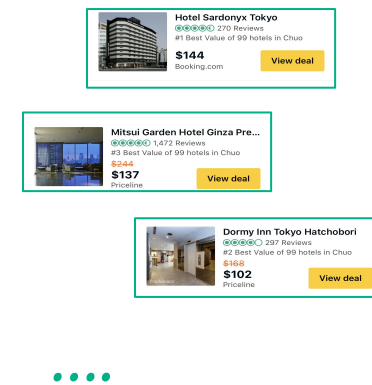 Hotel Sardonyx Tokyo
270 Reviews
#1 Best Value of 99 hotels in Chuo
$144
Booking.com
View deal
Mitsui Garden Hotel Ginza Pre...
1,472 Reviews
#3 Best Value of 99 hotels in Chuo
$244
$137
Priceline
View deal
Dormy Inn Tokyo Hatchobori
297 Reviews
#2 Best Value of 99 hotels in Chuo
$168
$102
Priceline
View deal